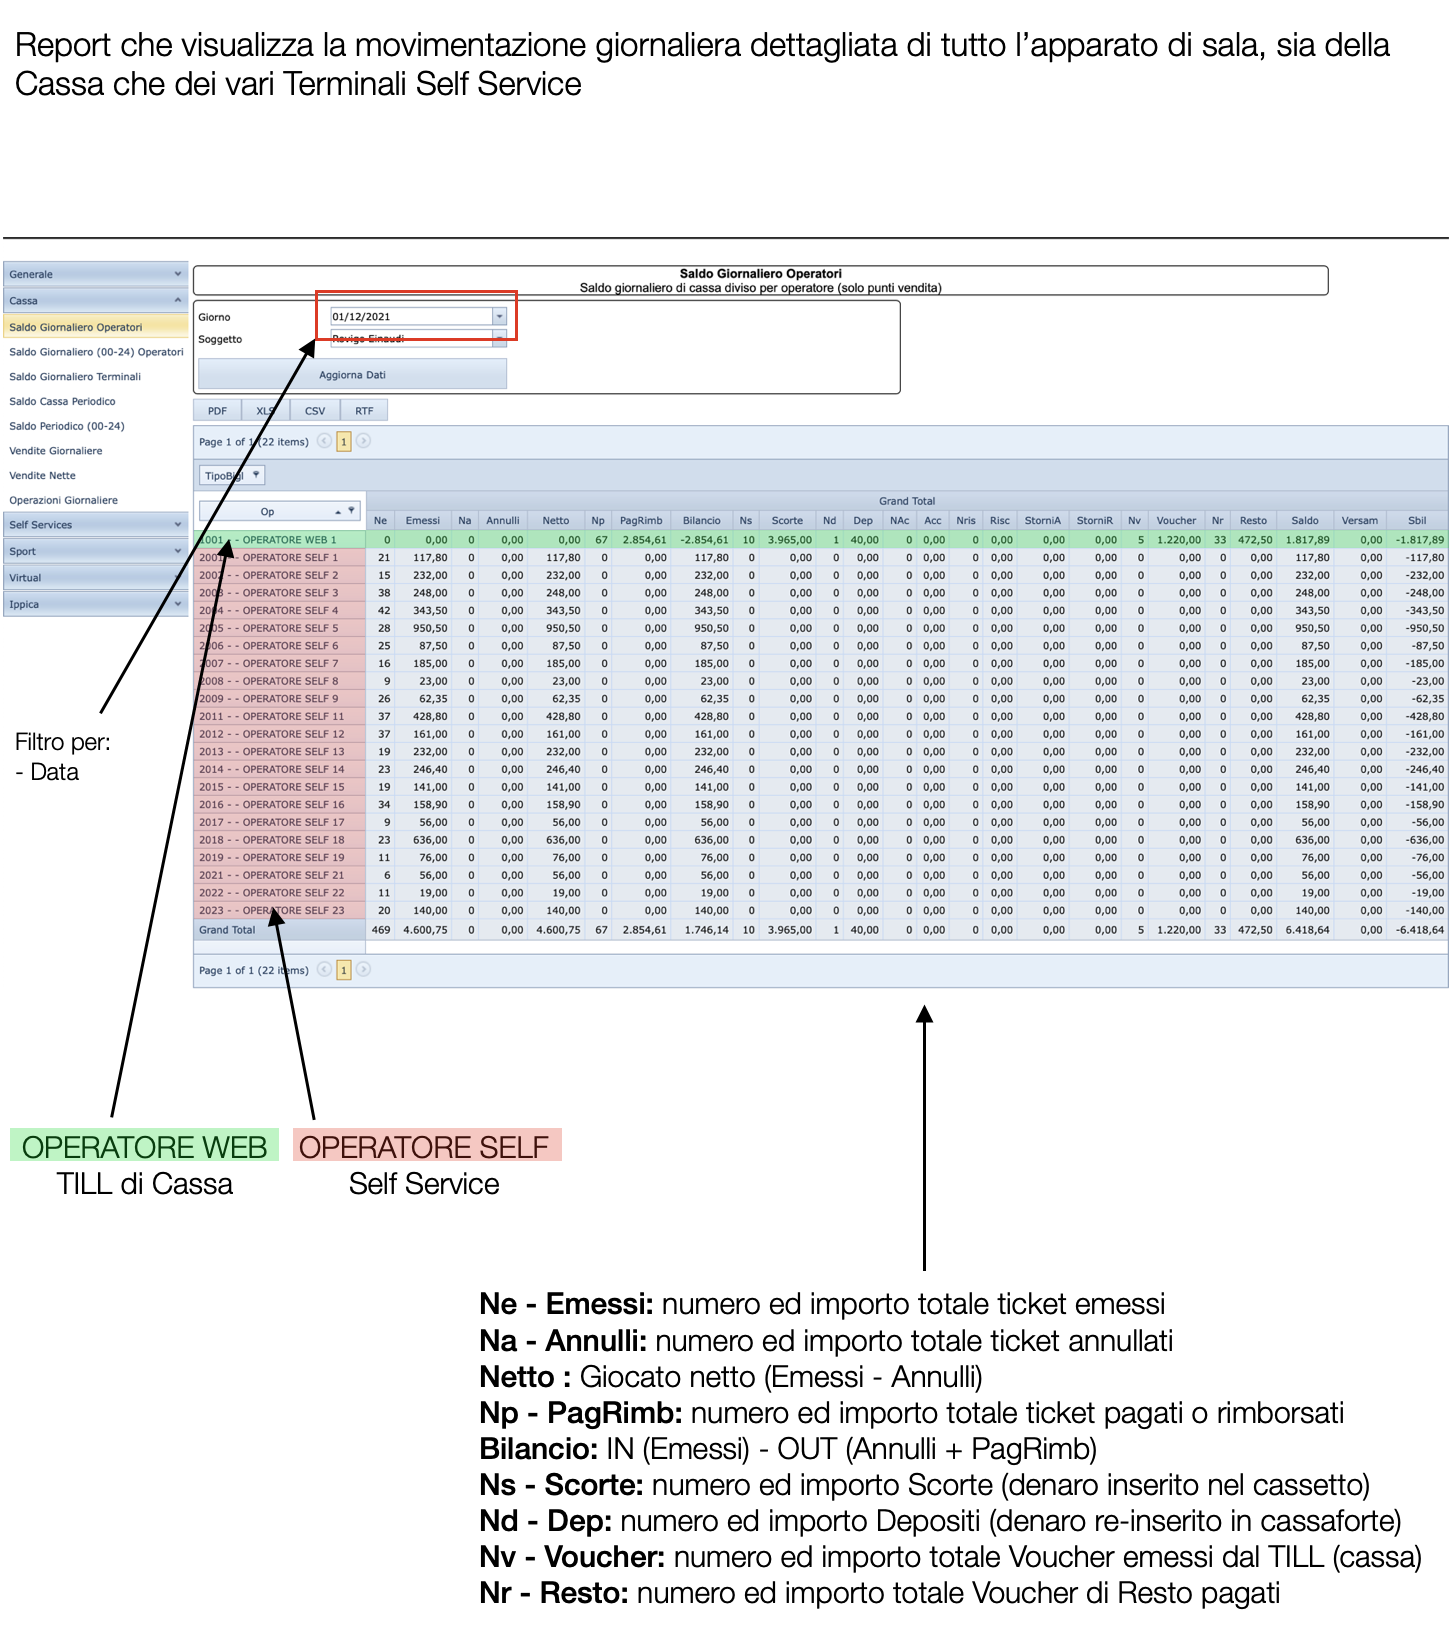 Report che visualizza la movimentazione giornaliera dettagliata di tutto l’apparato di sala, sia della
Cassa che dei vari Terminali Self Service
Generale
Cassa
Saldo Giornaliero Operatori
Saldo Giornaliero (00-24) Operatori
Saldo Giornaliero Terminali
Saldo Cassa Periodico
Saldo Periodico (00-24)
Vendite Giornaliere
Vendite Nette
Operazioni Giornaliere
Self Services
Sport
Virtual
Ippica
Saldo Giornaliero Operatori
Saldo giornaliero di cassa diviso per operatore (solo punti vendita)
Giorno 01/12/2021
Soggetto Rovigo Einaudi
Aggiorna Dati
PDF XLS CSV RTF
Page 1 of 1 (22 items) 1
TipoBigl
Grand Total
Op Ne Emessi Na Annulli Netto Np PagRimb Bilancio Ns Scorte Nd Dep NAc Acc Nris Risc StorniA StorniR Nv Voucher Nr Resto Saldo Versam Sbil
1001 - - OPERATORE WEB 1 0 0,00 0 0,00 0,00 67 2.854,61 -2.854,61 10 3.965,00 1 40,00 0 0,00 0 0,00 0,00 0,00 5 1.220,00 33 472,50 1.817,89 0,00 -1.817,89
2001 - - OPERATORE SELF 1 21 117,80 0 0,00 117,80 0 0,00 117,80 0 0,00 0 0,00 0 0,00 0 0,00 0,00 0,00 0 0,00 0 0,00 117,80 0,00 -117,80
2002 - - OPERATORE SELF 2 15 232,00 0 0,00 232,00 0 0,00 232,00 0 0,00 0 0,00 0 0,00 0 0,00 0,00 0,00 0 0,00 0 0,00 232,00 0,00 -232,00
2003 - - OPERATORE SELF 3 38 248,00 0 0,00 248,00 0 0,00 248,00 0 0,00 0 0,00 0 0,00 0 0,00 0,00 0,00 0 0,00 0 0,00 248,00 0,00 -248,00
2004 - - OPERATORE SELF 4 42 343,50 0 0,00 343,50 0 0,00 343,50 0 0,00 0 0,00 0 0,00 0 0,00 0,00 0,00 0 0,00 0 0,00 343,50 0,00 -343,50
2005 - - OPERATORE SELF 5 28 950,50 0 0,00 950,50 0 0,00 950,50 0 0,00 0 0,00 0 0,00 0 0,00 0,00 0,00 0 0,00 0 0,00 950,50 0,00 -950,50
2006 - - OPERATORE SELF 6 25 87,50 0 0,00 87,50 0 0,00 87,50 0 0,00 0 0,00 0 0,00 0 0,00 0,00 0,00 0 0,00 0 0,00 87,50 0,00 -87,50
2007 - - OPERATORE SELF 7 16 185,00 0 0,00 185,00 0 0,00 185,00 0 0,00 0 0,00 0 0,00 0 0,00 0,00 0,00 0 0,00 0 0,00 185,00 0,00 -185,00
2008 - - OPERATORE SELF 8 9 23,00 0 0,00 23,00 0 0,00 23,00 0 0,00 0 0,00 0 0,00 0 0,00 0,00 0,00 0 0,00 0 0,00 23,00 0,00 -23,00
2009 - - OPERATORE SELF 9 26 62,35 0 0,00 62,35 0 0,00 62,35 0 0,00 0 0,00 0 0,00 0 0,00 0,00 0,00 0 0,00 0 0,00 62,35 0,00 -62,35
2011 - - OPERATORE SELF 11 37 428,80 0 0,00 428,80 0 0,00 428,80 0 0,00 0 0,00 0 0,00 0 0,00 0,00 0,00 0 0,00 0 0,00 428,80 0,00 -428,80
2012 - - OPERATORE SELF 12 37 161,00 0 0,00 161,00 0 0,00 161,00 0 0,00 0 0,00 0 0,00 0 0,00 0,00 0,00 0 0,00 0 0,00 161,00 0,00 -161,00
2013 - - OPERATORE SELF 13 19 232,00 0 0,00 232,00 0 0,00 232,00 0 0,00 0 0,00 0 0,00 0 0,00 0,00 0,00 0 0,00 0 0,00 232,00 0,00 -232,00
2014 - - OPERATORE SELF 14 23 246,40 0 0,00 246,40 0 0,00 246,40 0 0,00 0 0,00 0 0,00 0 0,00 0,00 0,00 0 0,00 0 0,00 246,40 0,00 -246,40
2015 - - OPERATORE SELF 15 19 141,00 0 0,00 141,00 0 0,00 141,00 0 0,00 0 0,00 0 0,00 0 0,00 0,00 0,00 0 0,00 0 0,00 141,00 0,00 -141,00
2016 - - OPERATORE SELF 16 34 158,90 0 0,00 158,90 0 0,00 158,90 0 0,00 0 0,00 0 0,00 0 0,00 0,00 0,00 0 0,00 0 0,00 158,90 0,00 -158,90
2017 - - OPERATORE SELF 17 9 56,00 0 0,00 56,00 0 0,00 56,00 0 0,00 0 0,00 0 0,00 0 0,00 0,00 0,00 0 0,00 0 0,00 56,00 0,00 -56,00
2018 - - OPERATORE SELF 18 23 636,00 0 0,00 636,00 0 0,00 636,00 0 0,00 0 0,00 0 0,00 0 0,00 0,00 0,00 0 0,00 0 0,00 636,00 0,00 -636,00
2019 - - OPERATORE SELF 19 11 76,00 0 0,00 76,00 0 0,00 76,00 0 0,00 0 0,00 0 0,00 0 0,00 0,00 0,00 0 0,00 0 0,00 76,00 0,00 -76,00
2021 - - OPERATORE SELF 21 6 56,00 0 0,00 56,00 0 0,00 56,00 0 0,00 0 0,00 0 0,00 0 0,00 0,00 0,00 0 0,00 0 0,00 56,00 0,00 -56,00
2022 - - OPERATORE SELF 22 11 19,00 0 0,00 19,00 0 0,00 19,00 0 0,00 0 0,00 0 0,00 0 0,00 0,00 0,00 0 0,00 0 0,00 19,00 0,00 -19,00
2023 - - OPERATORE SELF 23 20 140,00 0 0,00 140,00 0 0,00 140,00 0 0,00 0 0,00 0 0,00 0 0,00 0,00 0,00 0 0,00 0 0,00 140,00 0,00 -140,00
Grand Total 469 4.600,75 0 0,00 4.600,75 67 2.854,61 1.746,14 10 3.965,00 1 40,00 0 0,00 0 0,00 0,00 0,00 5 1.220,00 33 472,50 6.418,64 0,00 -6.418,64
Page 1 of 1 (22 items) 1
Filtro per:
- Data
OPERATORE WEB
TILL di Cassa
OPERATORE SELF
Self Service
Ne - Emessi: numero ed importo totale ticket emessi
Na - Annulli: numero ed importo totale ticket annullati
Netto : Giocato netto (Emessi - Annulli)
Np - PagRimb: numero ed importo totale ticket pagati o rimborsati
Bilancio: IN (Emessi) - OUT (Annulli + PagRimb)
Ns - Scorte: numero ed importo Scorte (denaro inserito nel cassetto)
Nd - Dep: numero ed importo Depositi (denaro re-inserito in cassaforte)
Nv - Voucher: numero ed importo totale Voucher emessi dal TILL (cassa)
Nr - Resto: numero ed importo totale Voucher di Resto pagati